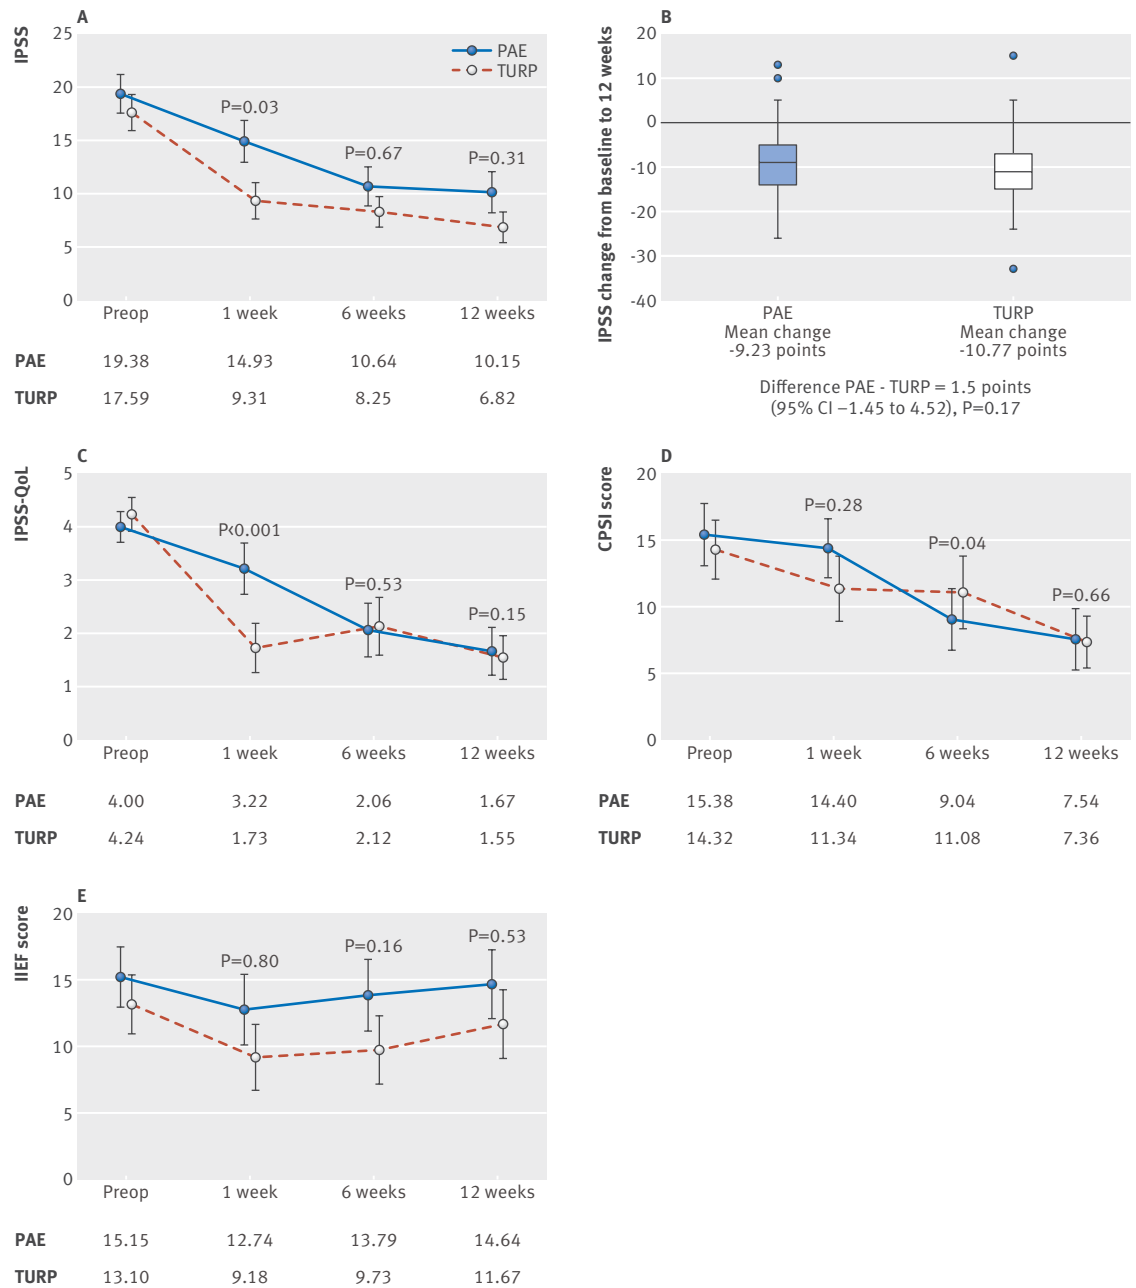 A
IPSS
25
20
15
10
5
0
PAE
TURP
P=0.03
P=0.67
P=0.31
Preop 1 week 6 weeks 12 weeks
PAE 19.38 14.93 10.64 10.15
TURP 17.59 9.31 8.25 6.82
B
IPSS change from baseline to 12 weeks
20
10
0
-10
-20
-30
-40
PAE
Mean change
-9.23 points
TURP
Mean change
-10.77 points
Difference PAE - TURP = 1.5 points
(95% CI −1.45 to 4.52), P=0.17
C
IPSS-QoL
5
4
3
2
1
0
P<0.001
P=0.53
P=0.15
Preop 1 week 6 weeks 12 weeks
PAE 4.00 3.22 2.06 1.67
TURP 4.24 1.73 2.12 1.55
D
CPSI score
20
15
10
5
0
P=0.28
P=0.04
P=0.66
Preop 1 week 6 weeks 12 weeks
PAE 15.38 14.40 9.04 7.54
TURP 14.32 11.34 11.08 7.36
E
IIEF score
20
15
10
5
0
P=0.80
P=0.16
P=0.53
Preop 1 week 6 weeks 12 weeks
PAE 15.15 12.74 13.79 14.64
TURP 13.10 9.18 9.73 11.67